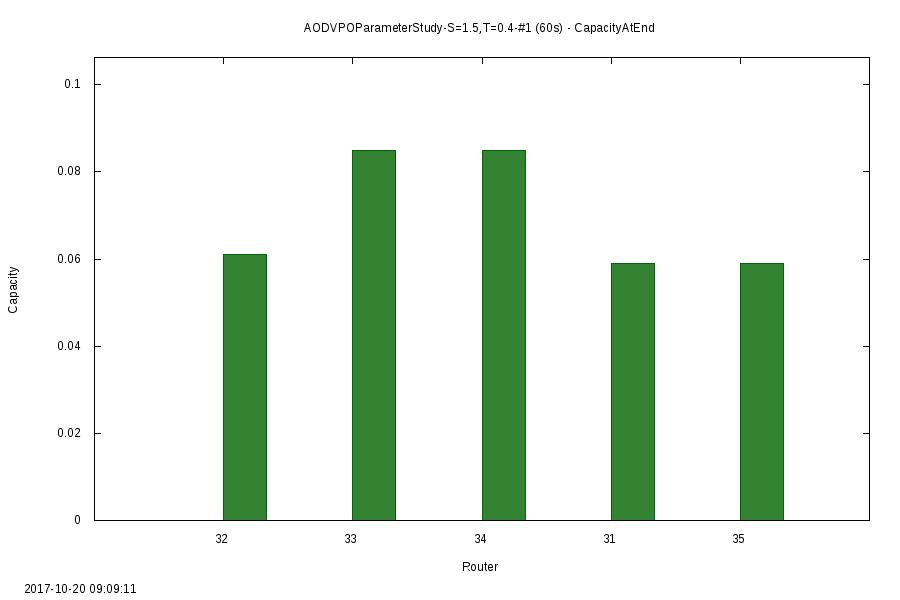 AODVPOParameterStudy-S=1.5,T=0.4-#1 (60s) - CapacityAtEnd
0.1
0.08
0.06
0.04
0.02
0
Capacity
32 33 34 31 35
Router
2017-10-20 09:09:11